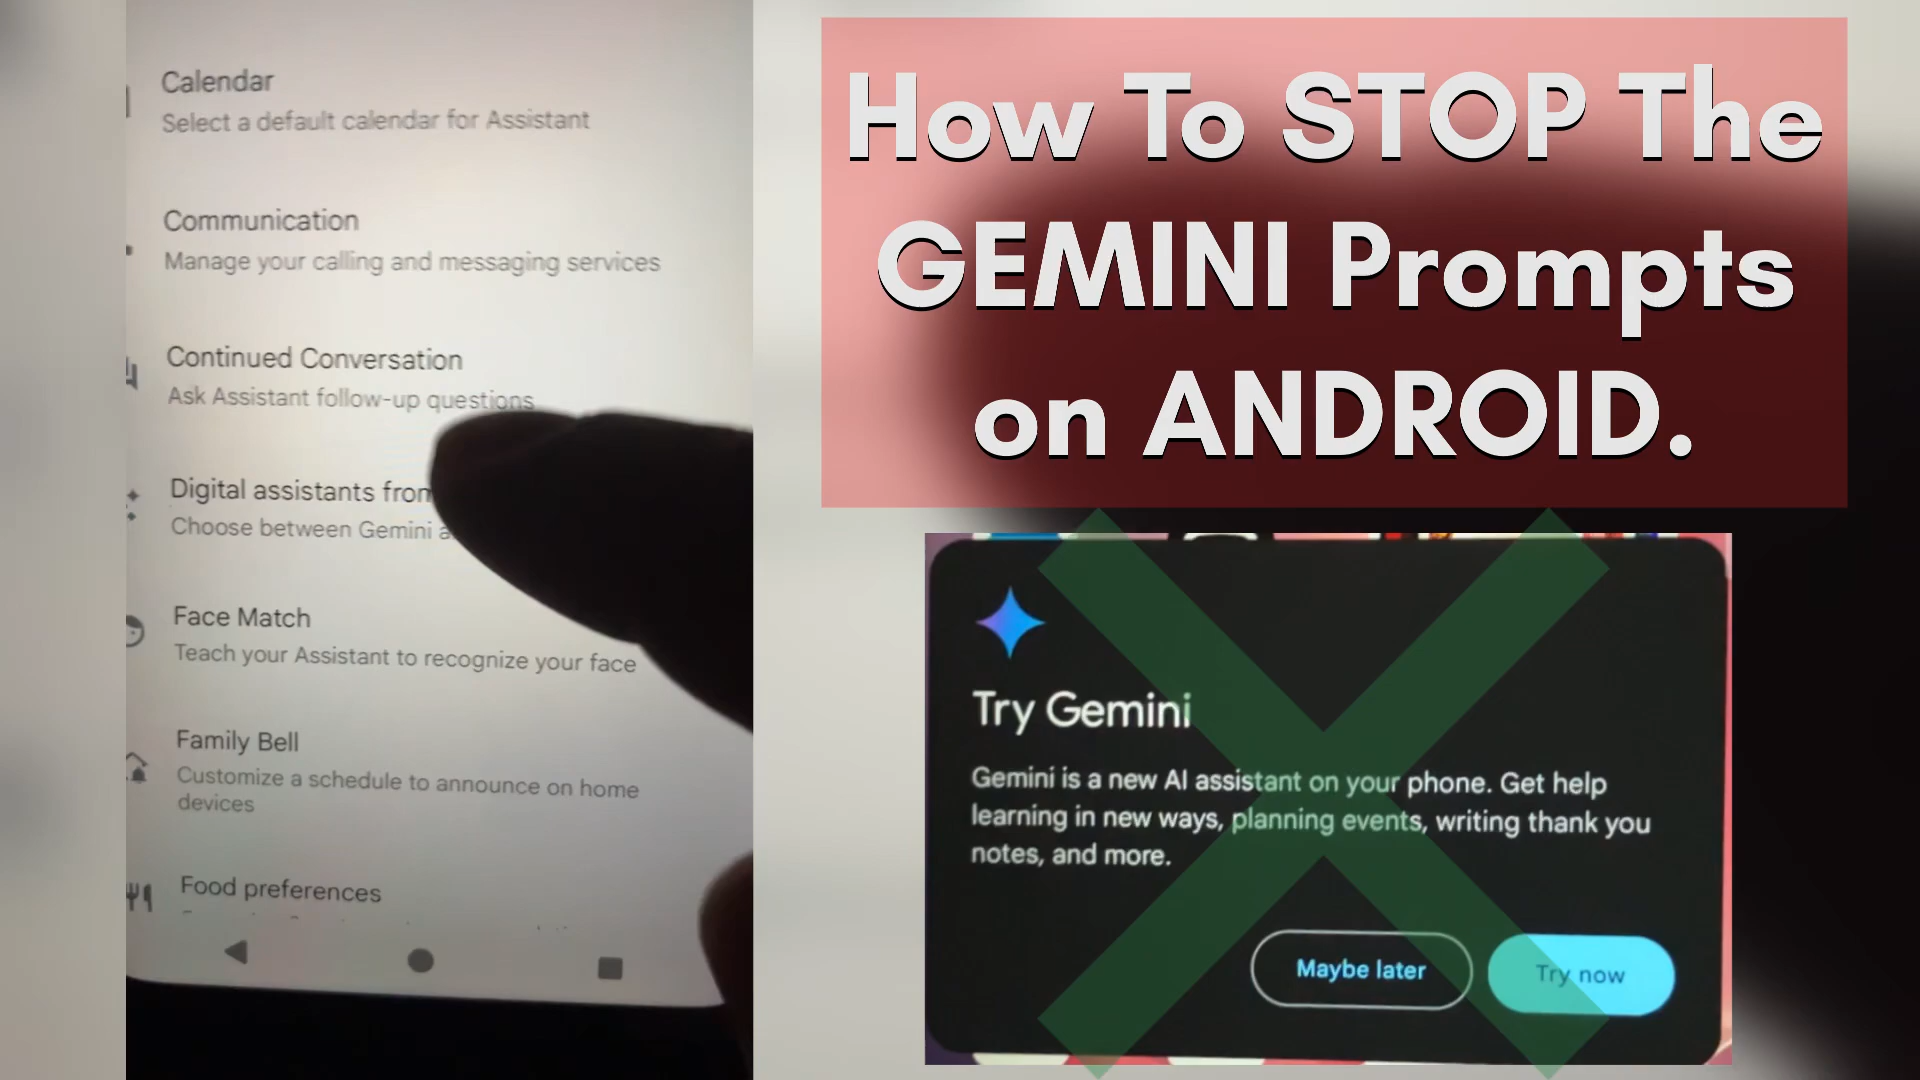 Calendar
Select a default calendar for Assistant
Communication
Manage your calling and messaging services
Continued Conversation
Ask Assistant follow-up questions
Digital assistants from
Choose between Gemini
Face Match
Teach your Assistant to recognize your face
Family Bell
Customize a schedule to announce on home
devices
Food preferences
How To STOP The
GEMINI Prompts
on ANDROID.
Try Gemini
Gemini is a new AI assistant on your phone. Get help
learning in new ways, planning events, writing thank you
notes, and more.
Maybe later
Try now